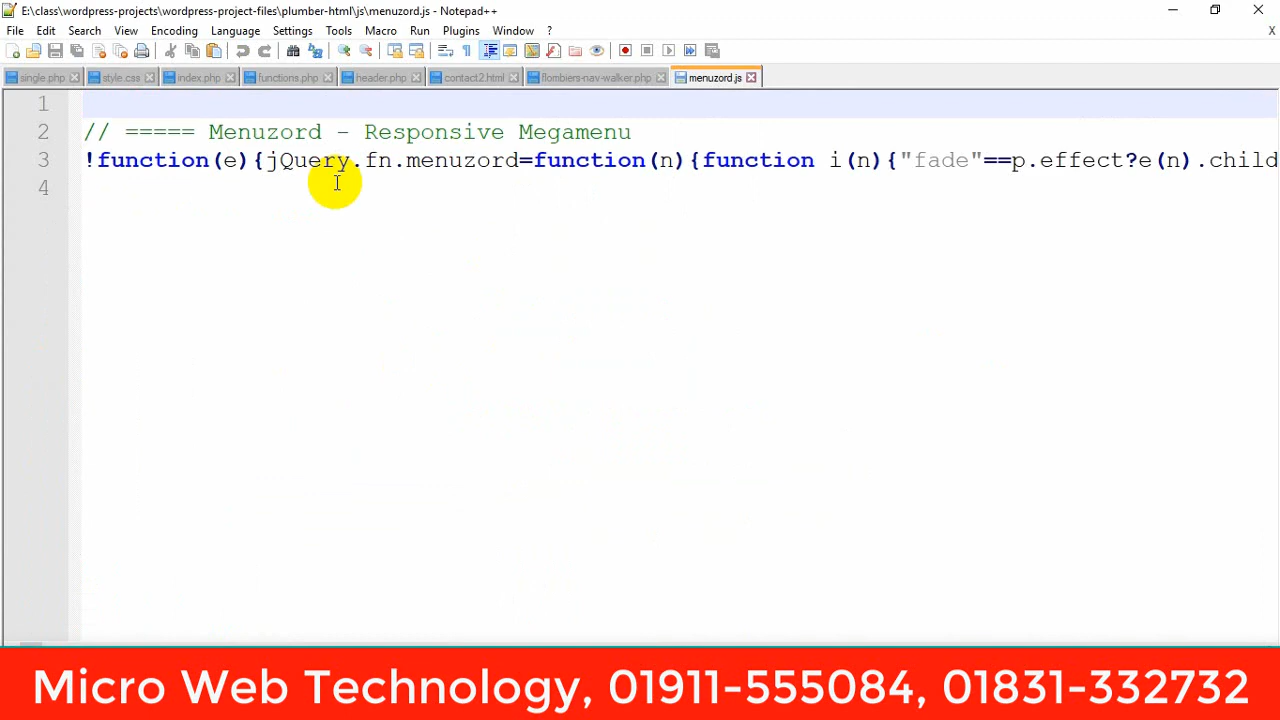 E:\class\wordpress-projects\wordpress-project-files\plumber-html\js\menuzord.js - Notepad++
File Edit Search View Encoding Language Settings Tools Macro Run Plugins Window ? X
single.php style.css index.php functions.php header.php contact2.html flombiers-nav-walker.php menuzord.js
1
2 // ===== Menuzord - Responsive Megamenu
3 !function(e){jQuery.fn.menuzord=function(n){function i(n){"fade"==p.effect?e(n).child
4
Micro Web Technology, 01911-555084, 01831-332732